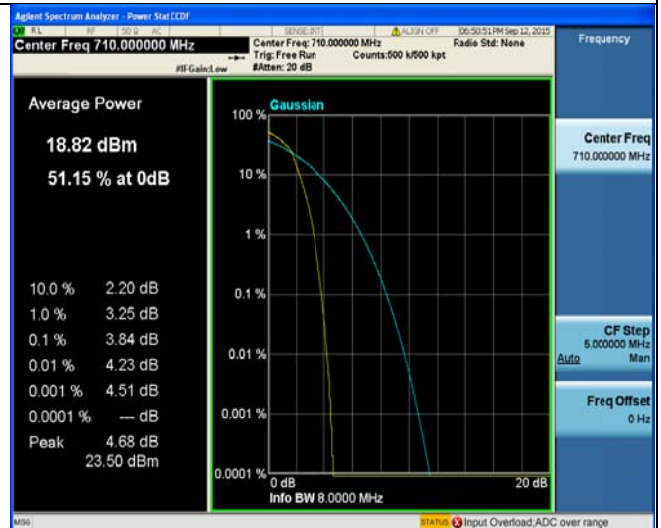 Agilent Spectrum Analyzer - Power Stat CCDF
RL RF 50 Ω AC SENSE:INT ALIGN OFF 06:50:51 PM Sep 12, 2015
Center Freq 710.000000 MHz
Center Freq: 710.000000 MHz Radio Std: None
Trig: Free Run Counts:500 k/500 kpt
#IFGain:Low #Atten: 20 dB
Frequency
Average Power
18.82 dBm
51.15 % at 0dB
10.0 % 2.20 dB
1.0 % 3.25 dB
0.1 % 3.84 dB
0.01 % 4.23 dB
0.001 % 4.51 dB
0.0001 % --- dB
Peak 4.68 dB
23.50 dBm
Gaussian
100 %
10 %
1 %
0.1 %
0.01 %
0.001 %
0.0001 %
0 dB 20 dB
Info BW 8.0000 MHz
Center Freq
710.000000 MHz
CF Step
5.000000 MHz
Auto Man
Freq Offset
0 Hz
MSG STATUS Input Overload;ADC over range